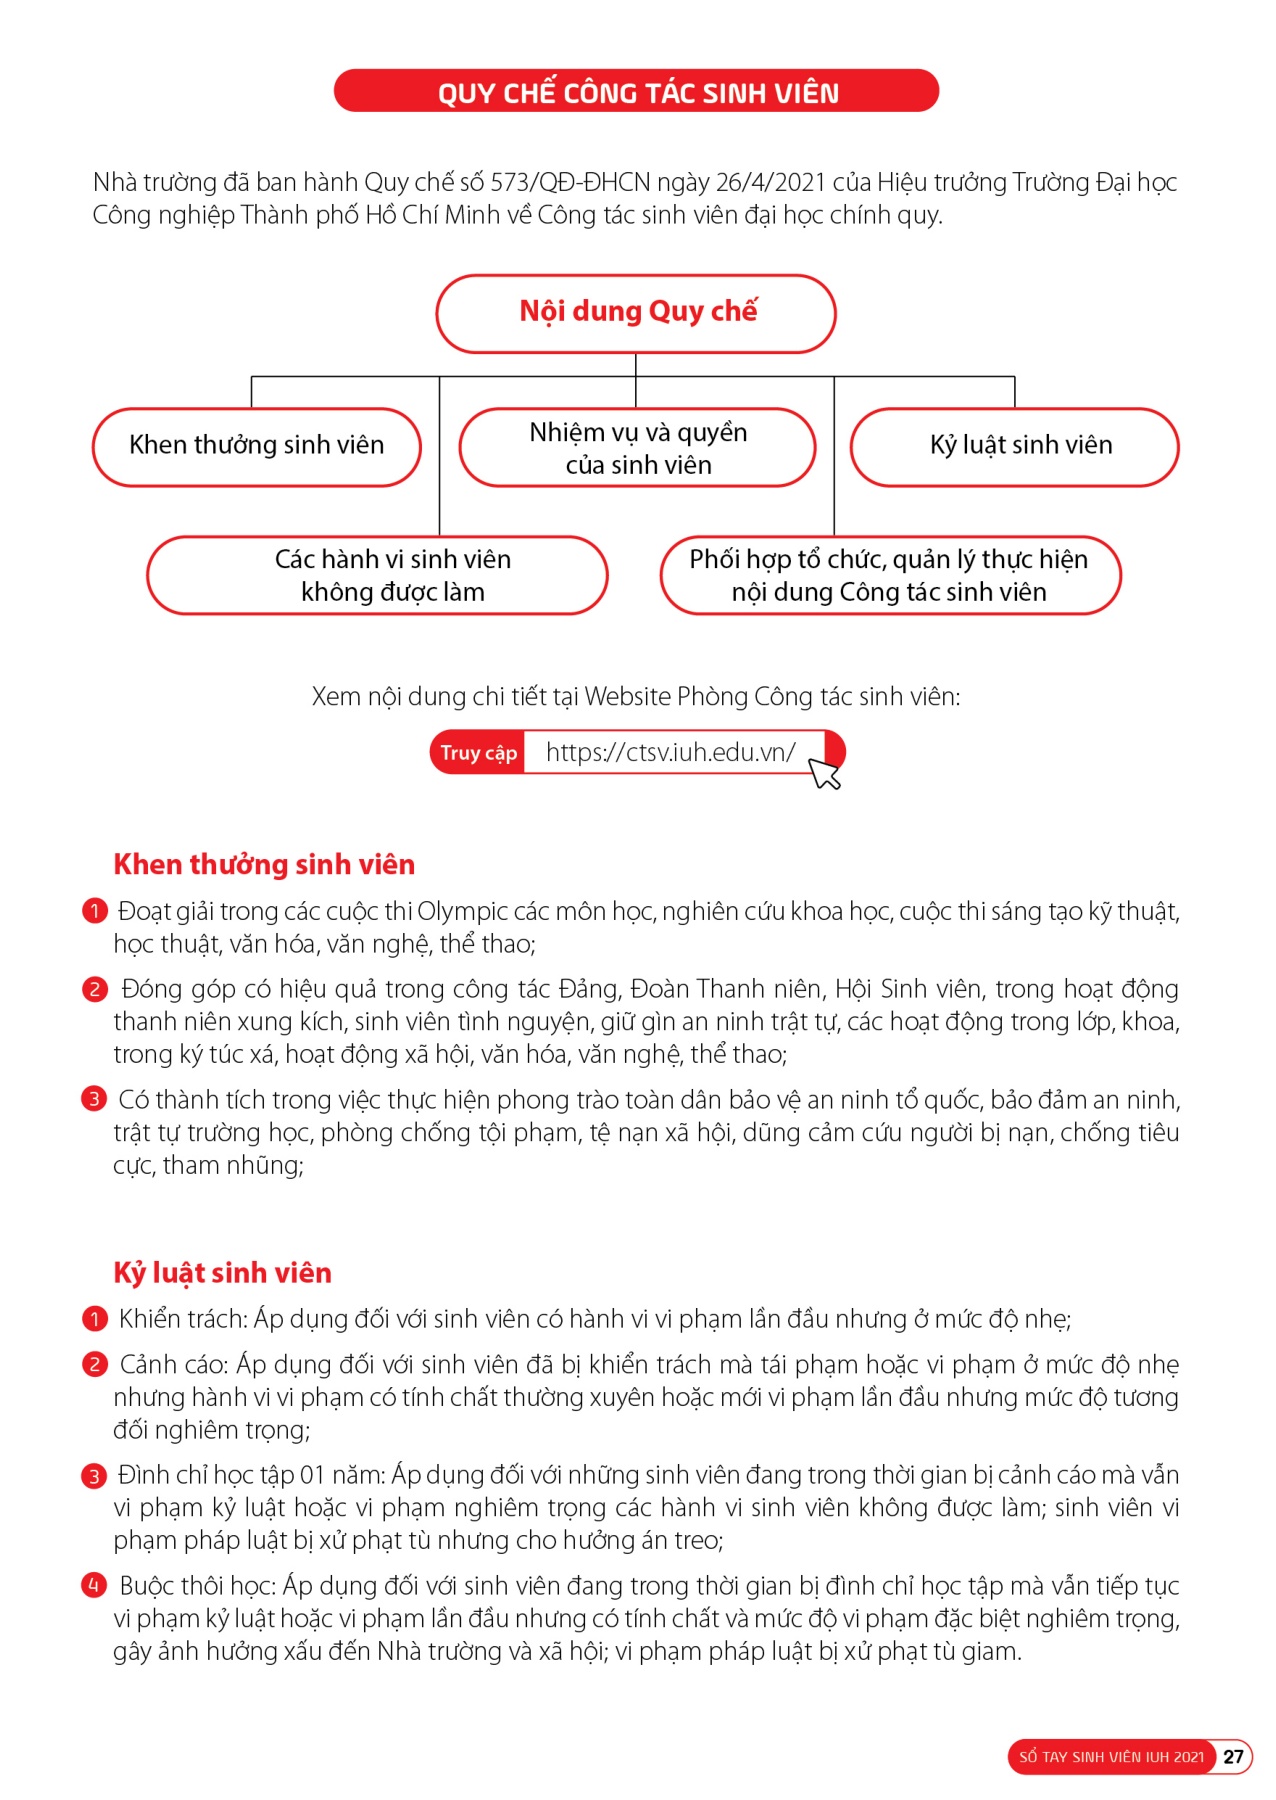 QUY CHẾ CÔNG TÁC SINH VIÊN
Nhà trường đã ban hành Quy chế số 573/QĐ-ĐHCN ngày 26/4/2021 của Hiệu trưởng Trường Đại học
Công nghiệp Thành phố Hồ Chí Minh về Công tác sinh viên đại học chính quy.
Nội dung Quy chế
Khen thưởng sinh viên
Nhiệm vụ và quyền
của sinh viên
Kỷ luật sinh viên
Các hành vi sinh viên
không được làm
Phối hợp tổ chức, quản lý thực hiện
nội dung Công tác sinh viên
Xem nội dung chi tiết tại Website Phòng Công tác sinh viên:
Truy cập https://ctsv.iuh.edu.vn/
Khen thưởng sinh viên
1 Đoạt giải trong các cuộc thi Olympic các môn học, nghiên cứu khoa học, cuộc thi sáng tạo kỹ thuật,
học thuật, văn hóa, văn nghệ, thể thao;
2 Đóng góp có hiệu quả trong công tác Đảng, Đoàn Thanh niên, Hội Sinh viên, trong hoạt động
thanh niên xung kích, sinh viên tình nguyện, giữ gìn an ninh trật tự, các hoạt động trong lớp, khoa,
trong ký túc xá, hoạt động xã hội, văn hóa, văn nghệ, thể thao;
3 Có thành tích trong việc thực hiện phong trào toàn dân bảo vệ an ninh tổ quốc, bảo đảm an ninh,
trật tự trường học, phòng chống tội phạm, tệ nạn xã hội, dũng cảm cứu người bị nạn, chống tiêu
cực, tham nhũng;
Kỷ luật sinh viên
1 Khiển trách: Áp dụng đối với sinh viên có hành vi vi phạm lần đầu nhưng ở mức độ nhẹ;
2 Cảnh cáo: Áp dụng đối với sinh viên đã bị khiển trách mà tái phạm hoặc vi phạm ở mức độ nhẹ
nhưng hành vi vi phạm có tính chất thường xuyên hoặc mới vi phạm lần đầu nhưng mức độ tương
đối nghiêm trọng;
3 Đình chỉ học tập 01 năm: Áp dụng đối với những sinh viên đang trong thời gian bị cảnh cáo mà vẫn
vi phạm kỷ luật hoặc vi phạm nghiêm trọng các hành vi sinh viên không được làm; sinh viên vi
phạm pháp luật bị xử phạt tù nhưng cho hưởng án treo;
4 Buộc thôi học: Áp dụng đối với sinh viên đang trong thời gian bị đình chỉ học tập mà vẫn tiếp tục
vi phạm kỷ luật hoặc vi phạm lần đầu nhưng có tính chất và mức độ vi phạm đặc biệt nghiêm trọng,
gây ảnh hưởng xấu đến Nhà trường và xã hội; vi phạm pháp luật bị xử phạt tù giam.
SỔ TAY SINH VIÊN IUH 2021 27